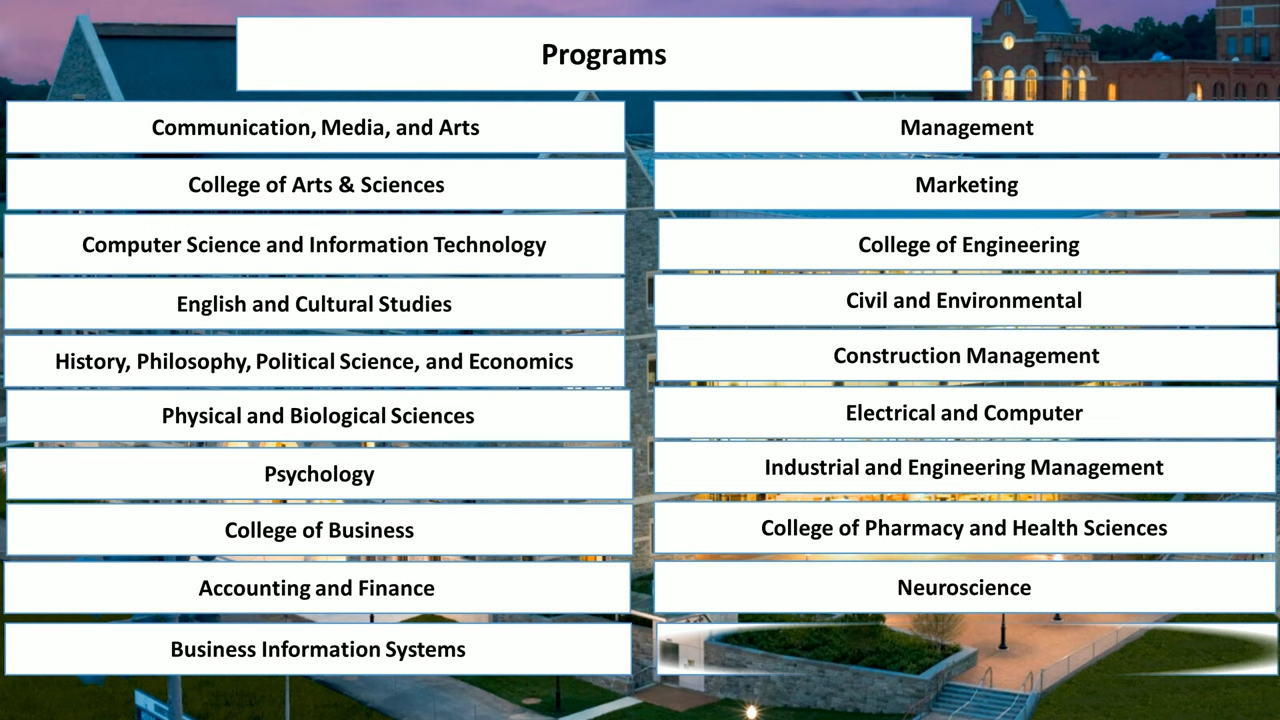 Programs
Communication, Media, and Arts
College of Arts & Sciences
Computer Science and Information Technology
English and Cultural Studies
History, Philosophy, Political Science, and Economics
Physical and Biological Sciences
Psychology
College of Business
Accounting and Finance
Business Information Systems
Management
Marketing
College of Engineering
Civil and Environmental
Construction Management
Electrical and Computer
Industrial and Engineering Management
College of Pharmacy and Health Sciences
Neuroscience